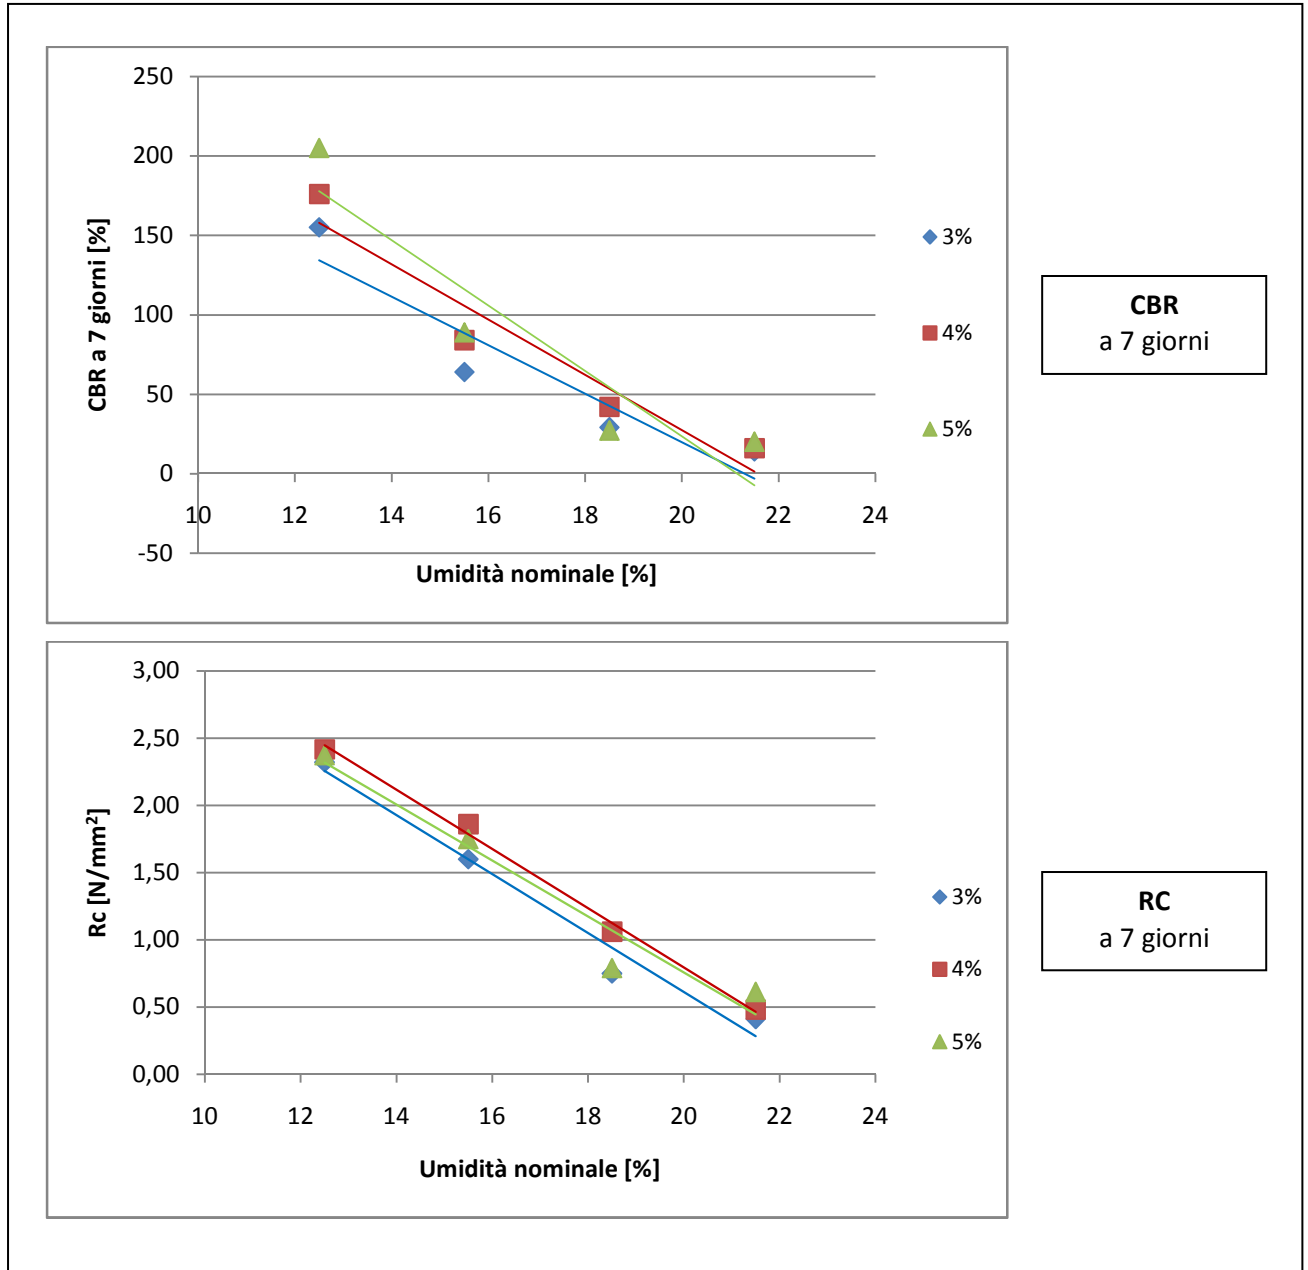 250
200
150
100
50
0
-50
10 12 14 16 18 20 22 24
CBR a 7 giorni [%]
Umidità nominale [%]
3%
4%
5%
CBR
a 7 giorni
3,00
2,50
2,00
1,50
1,00
0,50
0,00
10 12 14 16 18 20 22 24
Rc [N/mm²]
Umidità nominale [%]
3%
4%
5%
RC
a 7 giorni